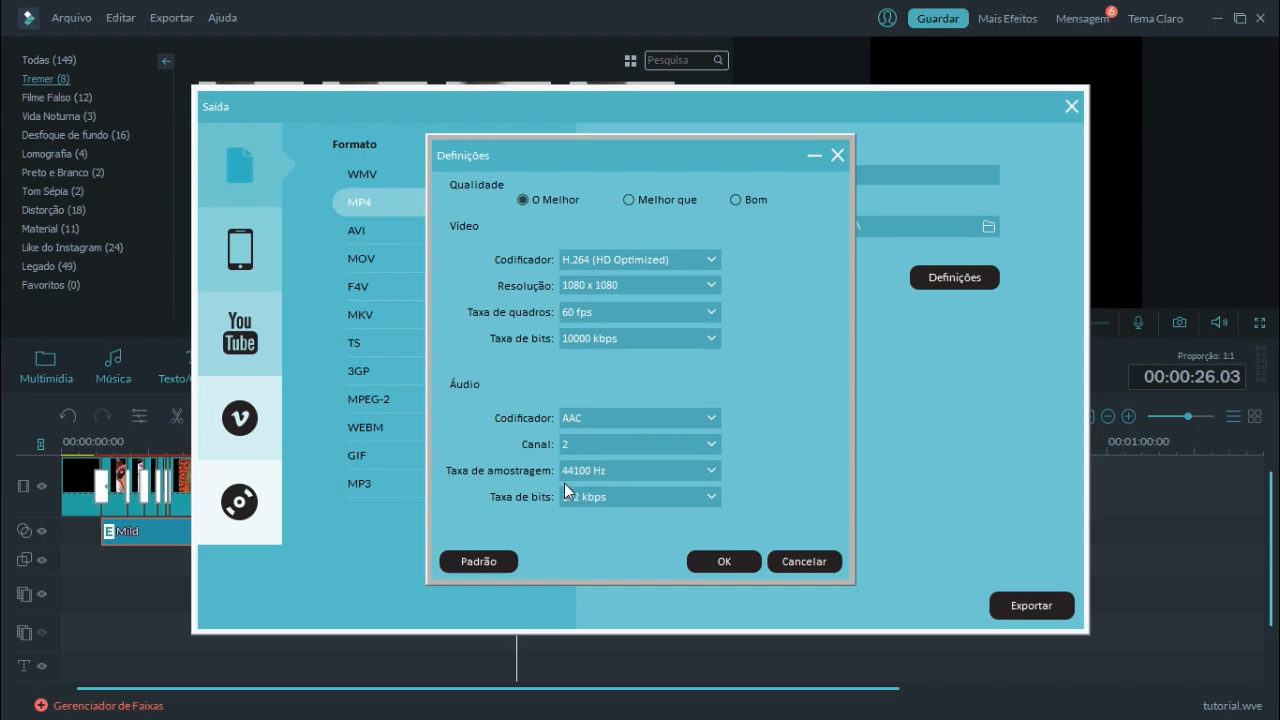 Arquivo Editar Exportar Ajuda
Guardar Mais Efeitos Mensagem 6 Tema Claro
Todas (149)
Tremer (8)
Filme Falso (12)
Vida Noturna (3)
Desfoque de fundo (16)
Lomografia (4)
Preto e Branco (2)
Tom Sépia (2)
Distorção (18)
Material (11)
Like do Instagram (24)
Legado (49)
Favoritos (0)
Pesquisa
Saída
You
Tube
Formato
WMV
MP4
AVI
MOV
F4V
MKV
TS
3GP
MPEG-2
WEBM
GIF
MP3
Definições
Qualidade
O Melhor Melhor que Bom
Vídeo
Codificador: H.264 (HD Optimized)
Resolução: 1080 x 1080
Taxa de quadros: 60 fps
Taxa de bits: 10000 kbps
Áudio
Codificador: AAC
Canal: 2
Taxa de amostragem: 44100 Hz
Taxa de bits: kbps
Padrão OK Cancelar
\
Definições
Exportar
Proporção: 1:1
00:00:26.03
Multimídia Música Texto/C
00:00:00:00 00:01:00:00
E Mild
Gerenciador de Faixas
tutorial.wve